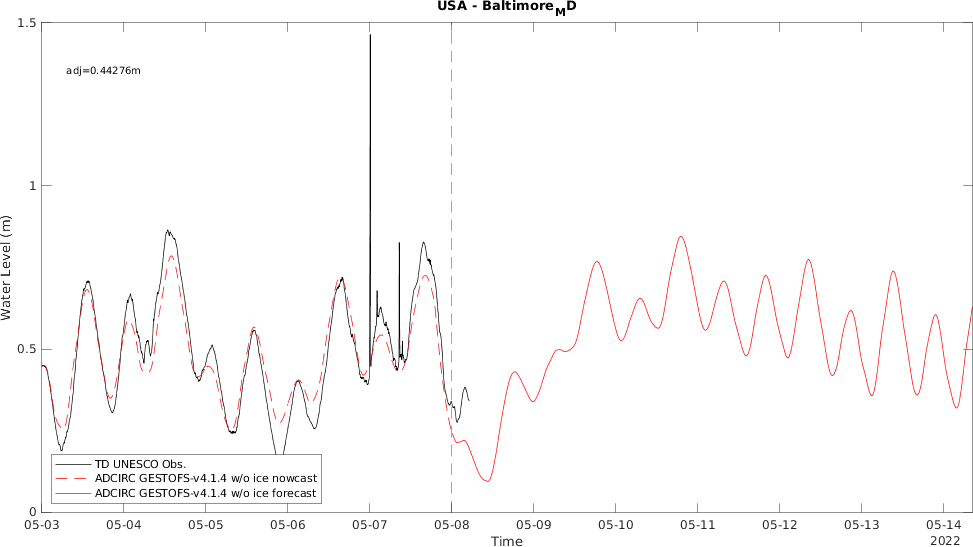 USA - Baltimore_MD
adj=0.44276m
Water Level (m)
1.5
1
0.5
0
TD UNESCO Obs.
ADCIRC GESTOFS-v4.1.4 w/o ice nowcast
ADCIRC GESTOFS-v4.1.4 w/o ice forecast
05-03 05-04 05-05 05-06 05-07 05-08 05-09 05-10 05-11 05-12 05-13 05-14
Time
2022